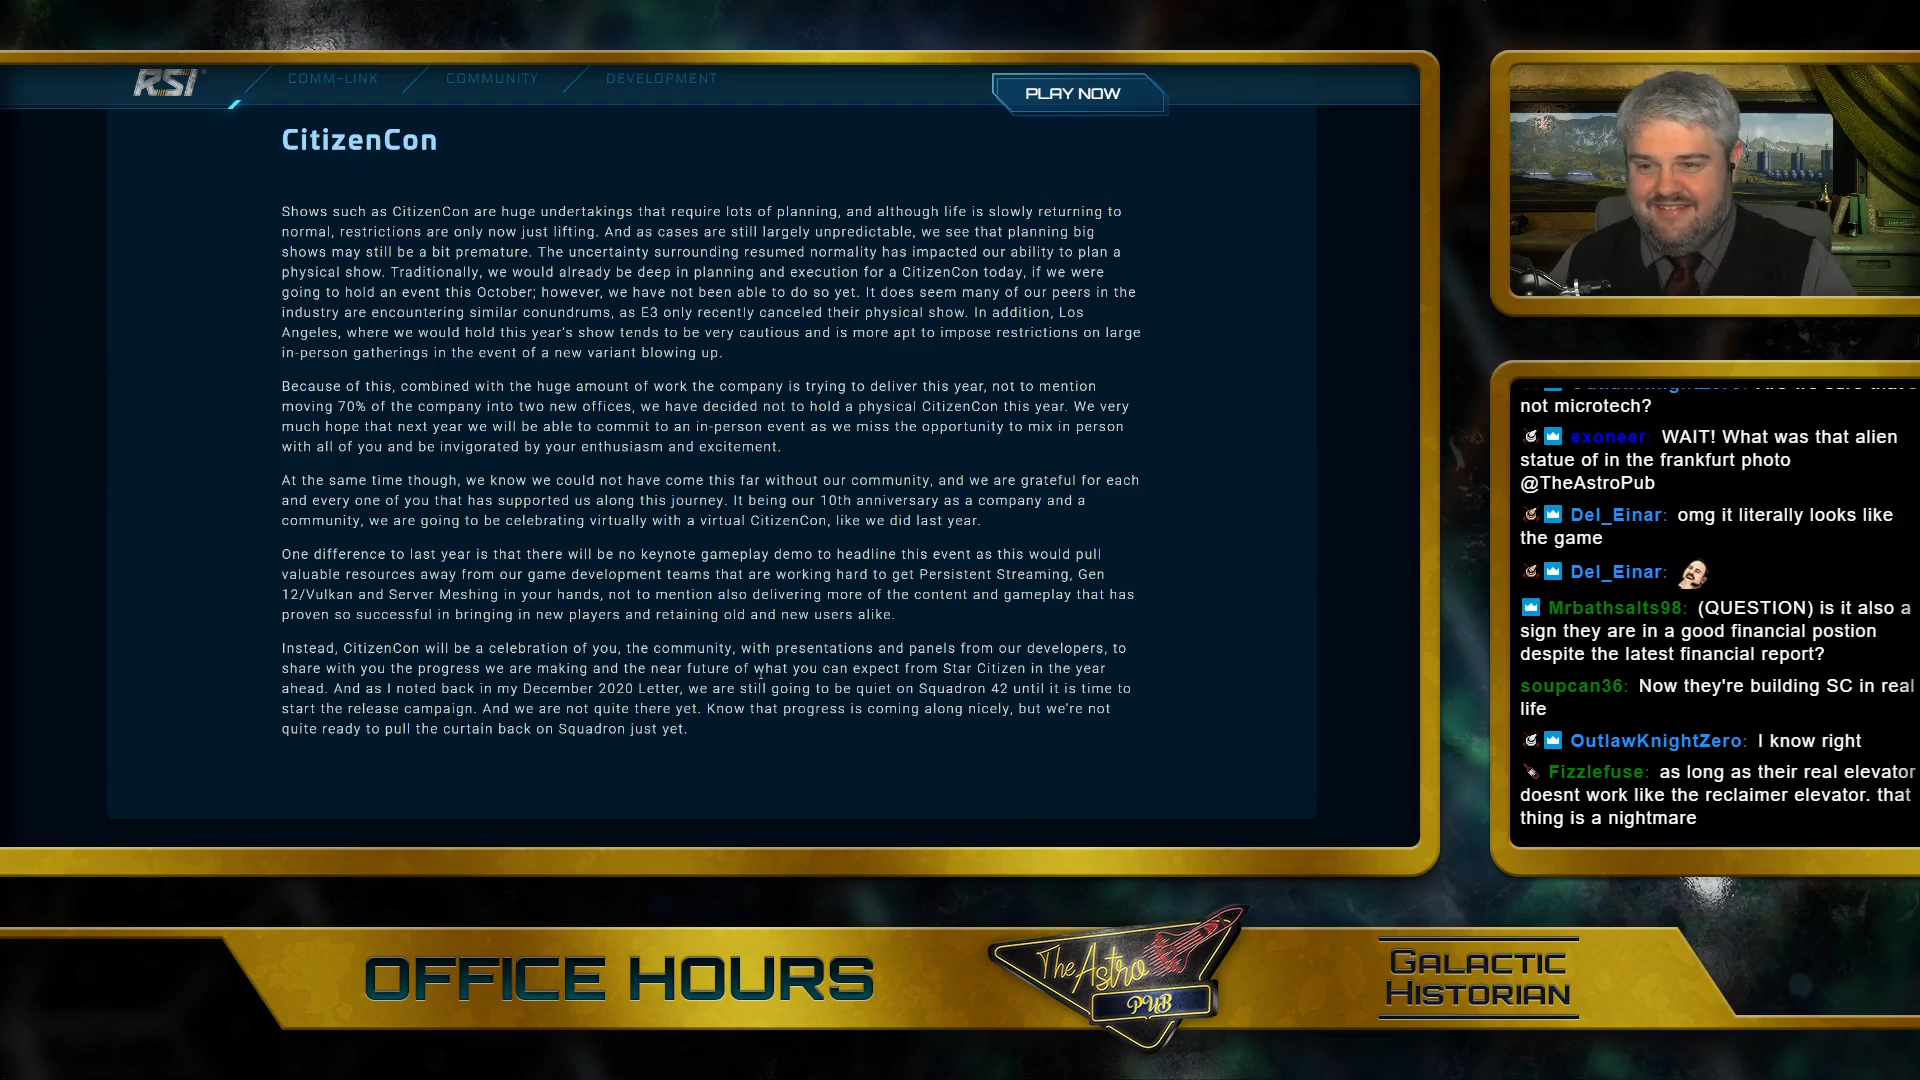 RSI
COMM-LINK
COMMUNITY
DEVELOPMENT
PLAY NOW
CitizenCon
Shows such as CitizenCon are huge undertakings that require lots of planning, and although life is slowly returning to
normal, restrictions are only now just lifting. And as cases are still largely unpredictable, we see that planning big
shows may still be a bit premature. The uncertainty surrounding resumed normality has impacted our ability to plan a
physical show. Traditionally, we would already be deep in planning and execution for a CitizenCon today, if we were
going to hold an event this October; however, we have not been able to do so yet. It does seem many of our peers in the
industry are encountering similar conundrums, as E3 only recently canceled their physical show. In addition, Los
Angeles, where we would hold this year's show tends to be very cautious and is more apt to impose restrictions on large
in-person gatherings in the event of a new variant blowing up.
Because of this, combined with the huge amount of work the company is trying to deliver this year, not to mention
moving 70% of the company into two new offices, we have decided not to hold a physical CitizenCon this year. We very
much hope that next year we will be able to commit to an in-person event as we miss the opportunity to mix in person
with all of you and be invigorated by your enthusiasm and excitement.
At the same time though, we know we could not have come this far without our community, and we are grateful for each
and every one of you that has supported us along this journey. It being our 10th anniversary as a company and a
community, we are going to be celebrating virtually with a virtual CitizenCon, like we did last year.
One difference to last year is that there will be no keynote gameplay demo to headline this event as this would pull
valuable resources away from our game development teams that are working hard to get Persistent Streaming, Gen
12/Vulkan and Server Meshing in your hands, not to mention also delivering more of the content and gameplay that has
proven so successful in bringing in new players and retaining old and new users alike.
Instead, CitizenCon will be a celebration of you, the community, with presentations and panels from our developers, to
share with you the progress we are making and the near future of what you can expect from Star Citizen in the year
ahead. And as I noted back in my December 2020 Letter, we are still going to be quiet on Squadron 42 until it is time to
start the release campaign. And we are not quite there yet. Know that progress is coming along nicely, but we're not
quite ready to pull the curtain back on Squadron just yet.
not microtech?
exoneer: WAIT! What was that alien
statue of in the frankfurt photo
@TheAstroPub
Del_Einar: omg it literally looks like
the game
Del_Einar:
Mrbathsalts98: (QUESTION) is it also a
sign they are in a good financial postion
despite the latest financial report?
soupcan36: Now they're building SC in real
life
OutlawKnightZero: I know right
Fizzlefuse: as long as their real elevator
doesnt work like the reclaimer elevator. that
thing is a nightmare
OFFICE HOURS
The Astro
PUB
GALACTIC
HISTORIAN